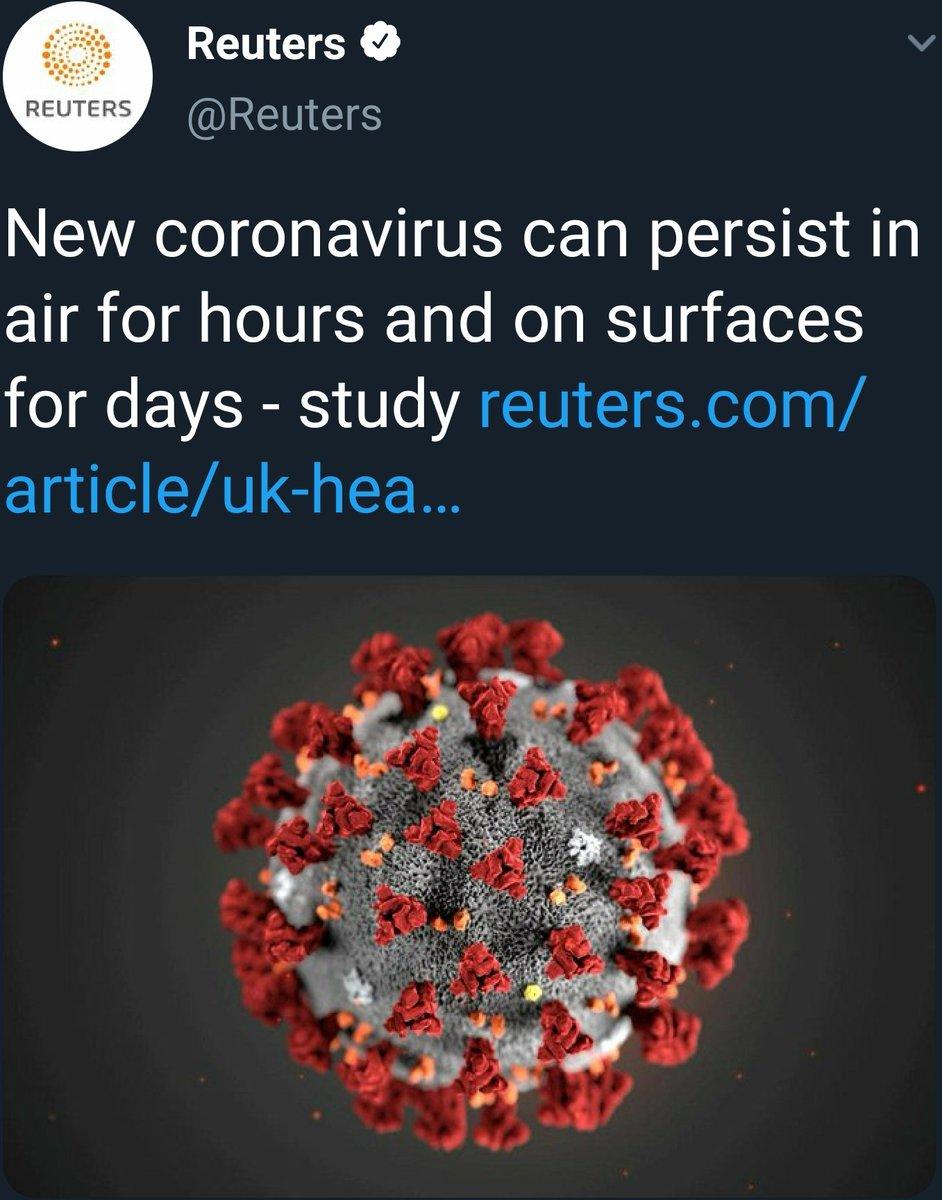 REUTERS
Reuters
@Reuters
New coronavirus can persist in
air for hours and on surfaces
for days - study reuters.com/
article/uk-hea…